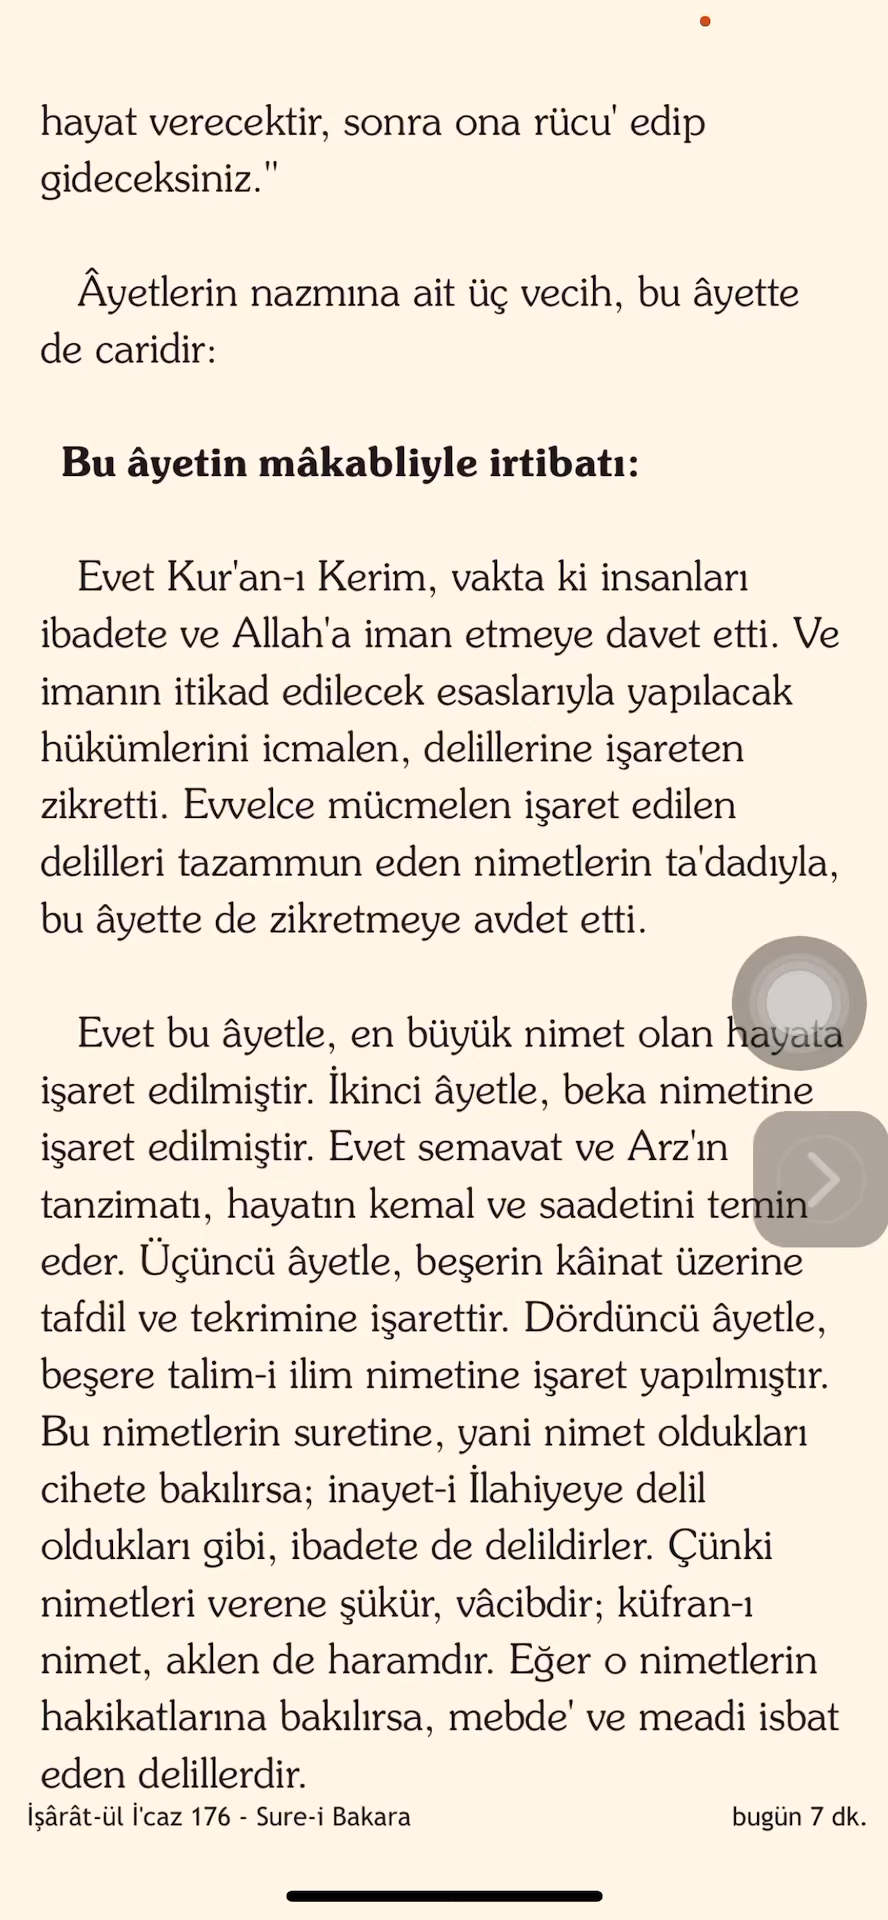 hayat verecektir, sonra ona rücu' edip
gideceksiniz."
Âyetlerin nazmına ait üç vecih, bu âyette
de caridir:
Bu âyetin mâkabliyle irtibatı:
Evet Kur'an-ı Kerim, vakta ki insanları
ibadete ve Allah'a iman etmeye davet etti. Ve
imanın itikad edilecek esaslarıyla yapılacak
hükümlerini icmalen, delillerine işareten
zikretti. Evvelce mücmelen işaret edilen
delilleri tazammun eden nimetlerin ta'dadıyla,
bu âyette de zikretmeye avdet etti.
Evet bu âyetle, en büyük nimet olan hayata
işaret edilmiştir. İkinci âyetle, beka nimetine
işaret edilmiştir. Evet semavat ve Arz'ın
tanzimatı, hayatın kemal ve saadetini temin
eder. Üçüncü âyetle, beşerin kâinat üzerine
tafdil ve tekrimine işarettir. Dördüncü âyetle,
beşere talim-i ilim nimetine işaret yapılmıştır.
Bu nimetlerin suretine, yani nimet oldukları
cihete bakılırsa; inayet-i İlahiyeye delil
oldukları gibi, ibadete de delildirler. Çünki
nimetleri verene şükür, vâcibdir; küfran-ı
nimet, aklen de haramdır. Eğer o nimetlerin
hakikatlarına bakılırsa, mebde' ve meadi isbat
eden delillerdir.
İşârât-ül İ'caz 176 - Sure-i Bakara
bugün 7 dk.